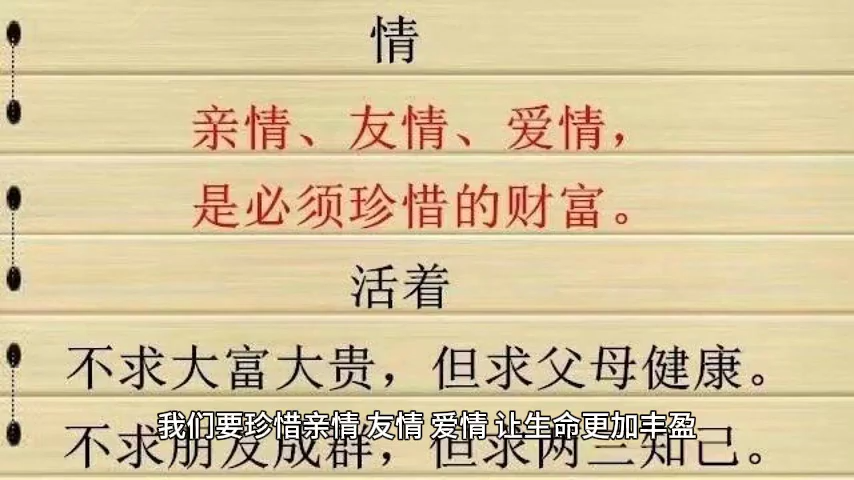 情
亲情、友情、爱情，
是必须珍惜的财富。
活着
不求大富大贵，但求父母健康。
不求朋友成群，但求两三知己。
我们要珍惜亲情 友情 爱情 让生命更加丰盈